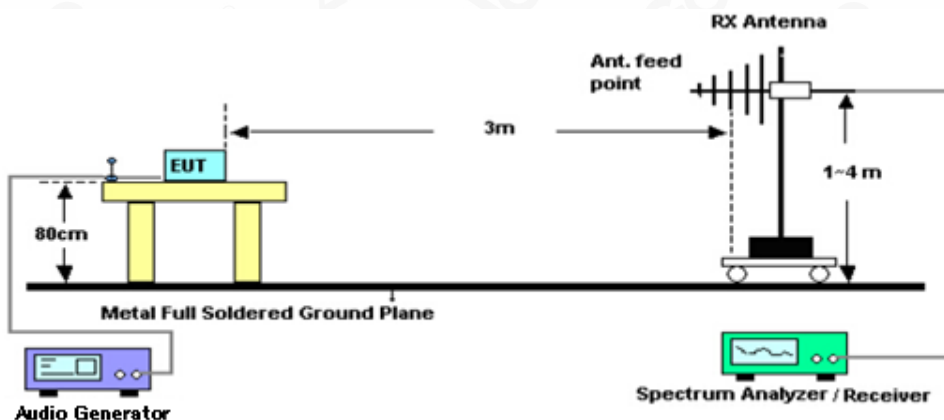 RX Antenna
Ant. feed
point
3m
EUT
1~4 m
80cm
Metal Full Soldered Ground Plane
Audio Generator
Spectrum Analyzer / Receiver